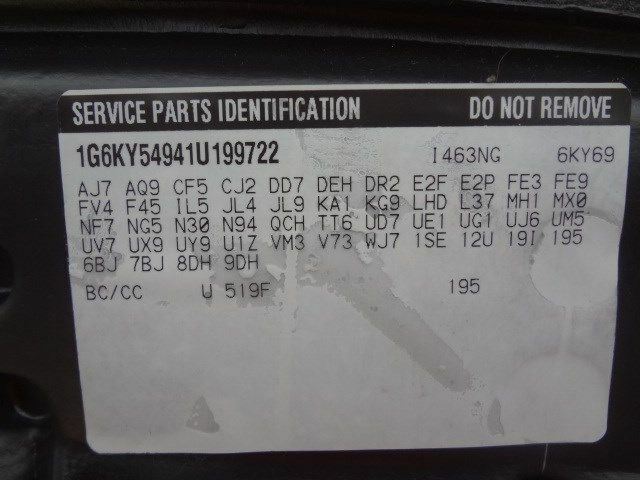 SERVICE PARTS IDENTIFICATION DO NOT REMOVE
1G6KY54941U199722 I463NG 6KY69
AJ7 AQ9 CF5 CJ2 DD7 DEH DR2 E2F E2P FE3 FE9
FV4 F45 IL5 JL4 JL9 KA1 KG9 LHD L37 MH1 MX0
NF7 NG5 N30 N94 QCH TT6 UD7 UE1 UG1 UJ6 UM5
UV7 UX9 UY9 U1Z VM3 V73 WJ7 1SE 12U 19I 195
6BJ 7BJ 8DH 9DH
BC/CC U 519F 195